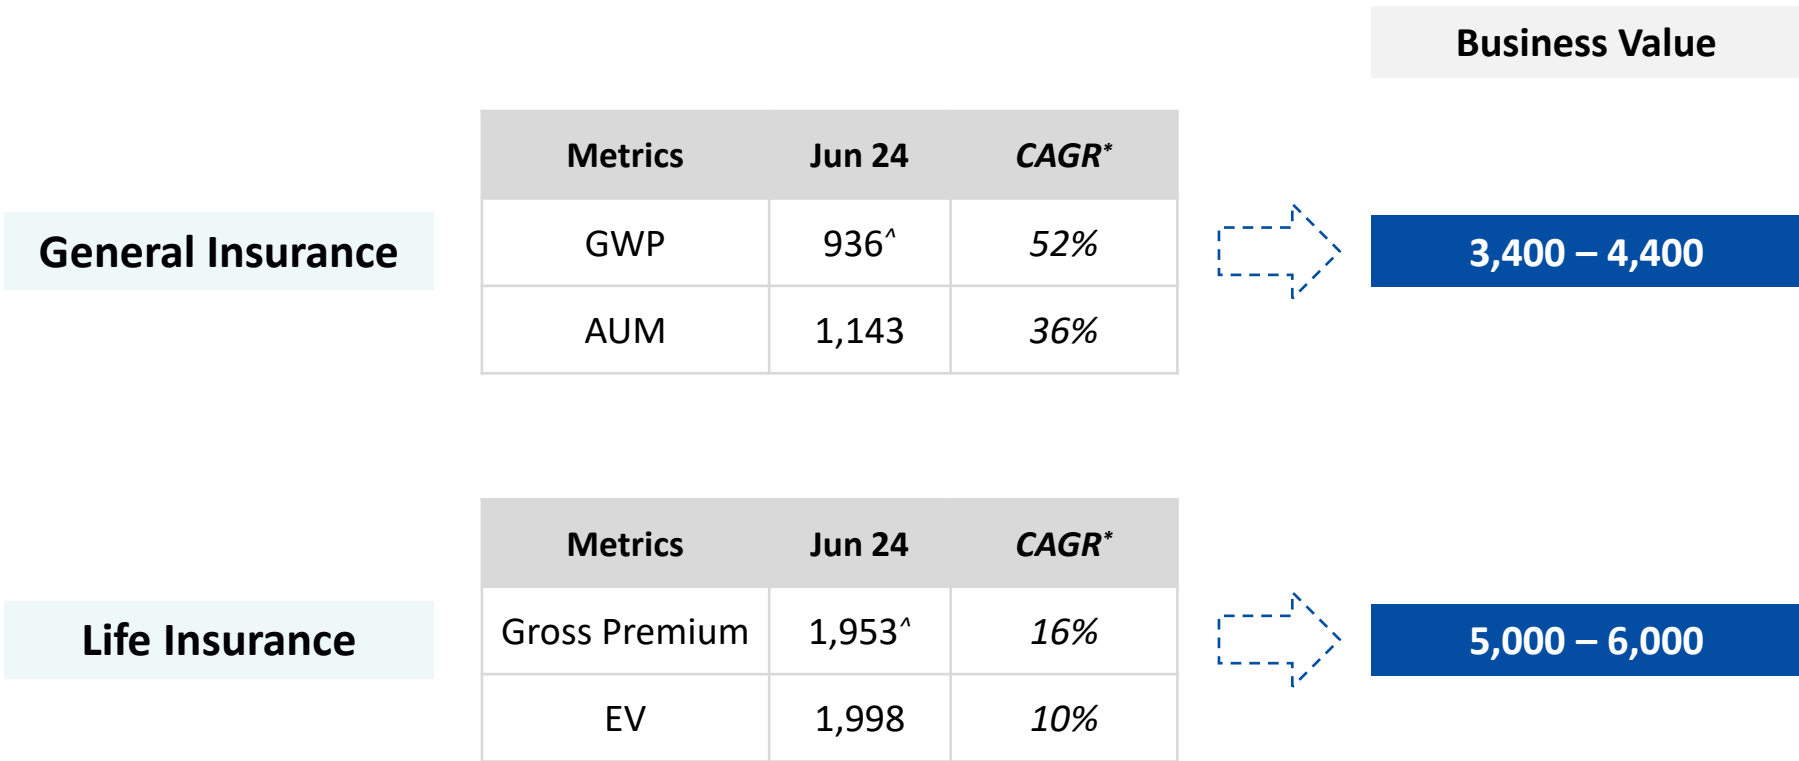 Business Value
Metrics Jun 24 CAGR*
General Insurance GWP 936^ 52% 3,400 – 4,400
AUM 1,143 36%
Metrics Jun 24 CAGR*
Life Insurance Gross Premium 1,953^ 16% 5,000 – 6,000
EV 1,998 10%